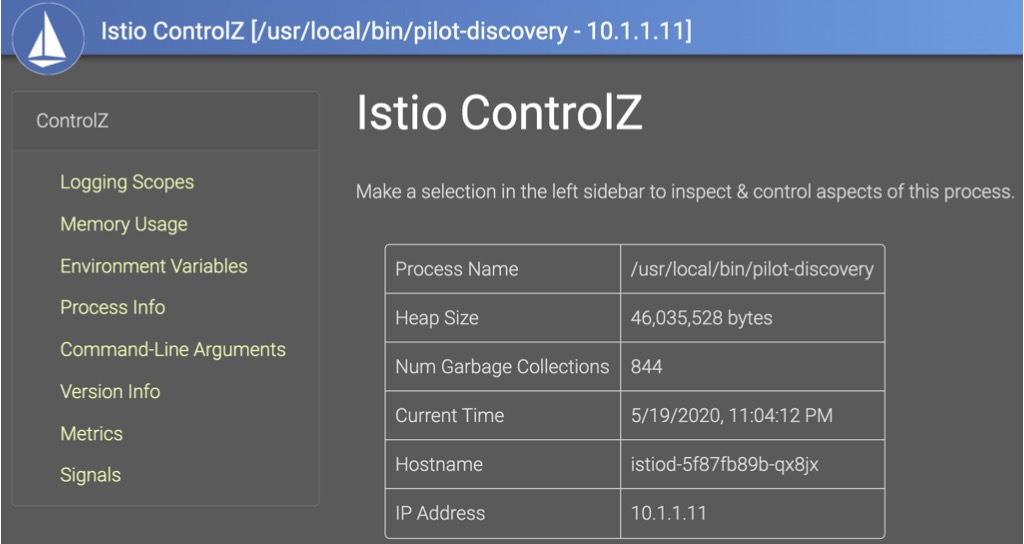 Istio ControlZ [/usr/local/bin/pilot-discovery - 10.1.1.11]
ControlZ
Logging Scopes
Memory Usage
Environment Variables
Process Info
Command-Line Arguments
Version Info
Metrics
Signals
Istio ControlZ
Make a selection in the left sidebar to inspect & control aspects of this process.
Process Name /usr/local/bin/pilot-discovery
Heap Size 46,035,528 bytes
Num Garbage Collections 844
Current Time 5/19/2020, 11:04:12 PM
Hostname istiod-5f87fb89b-qx8jx
IP Address 10.1.1.11